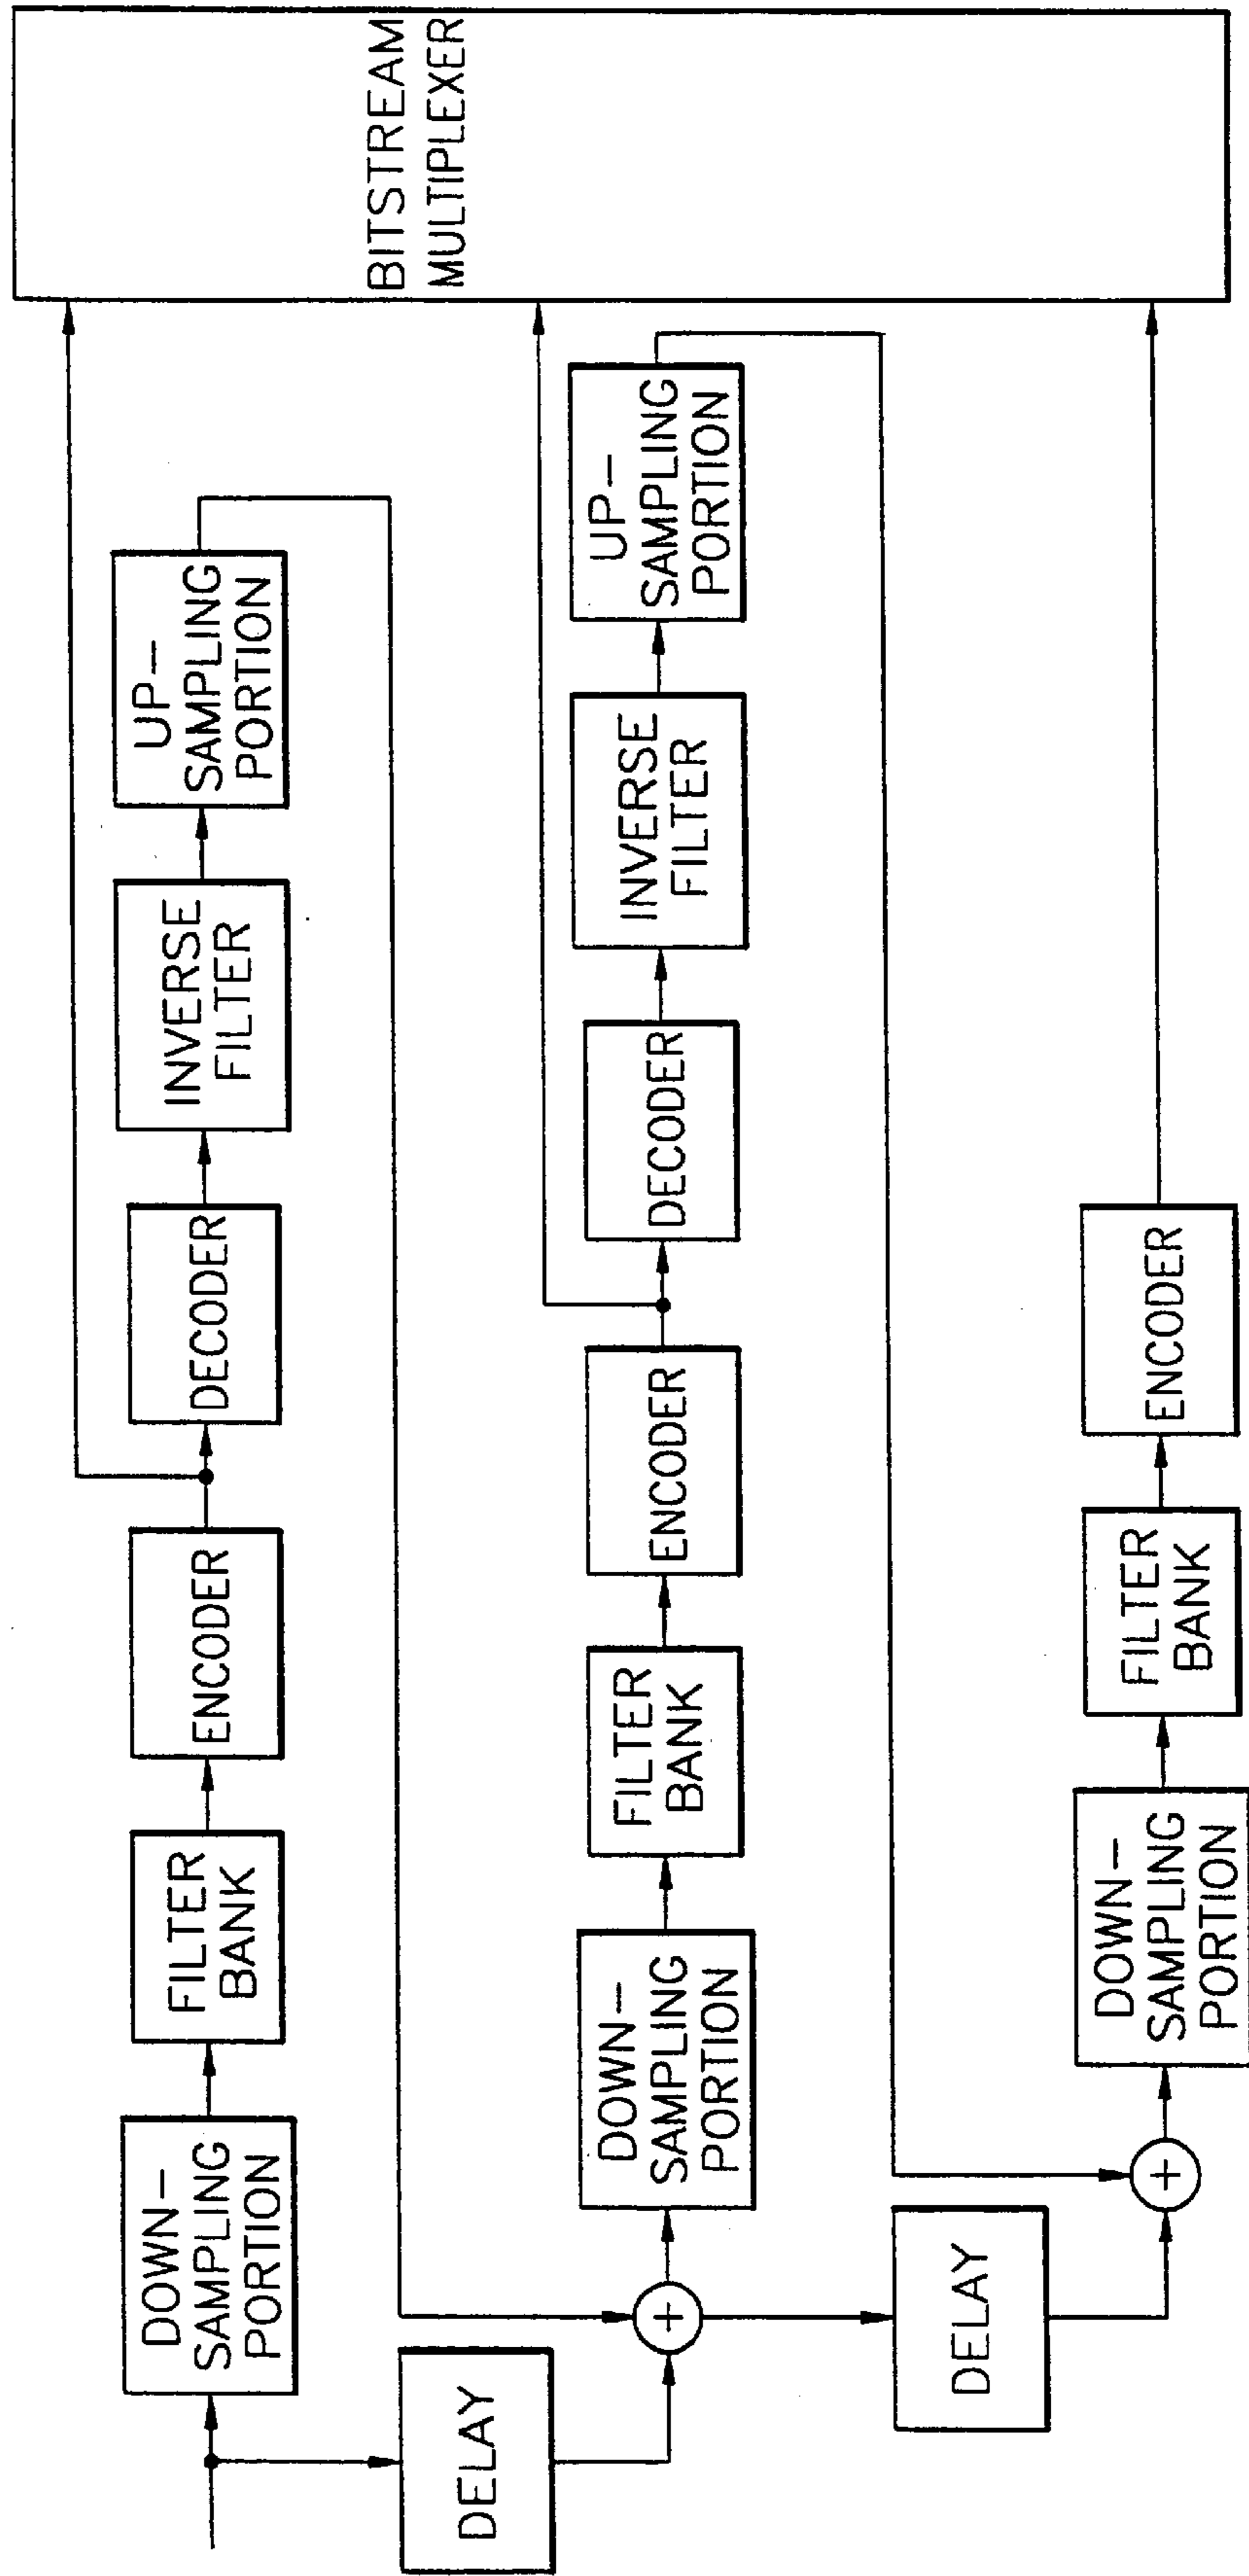 DOWN-
SAMPLING
PORTION
FILTER
BANK
ENCODER
DECODER
INVERSE
FILTER
UP-
SAMPLING
PORTION
BITSTREAM
MULTIPLEXER
DELAY
+
DOWN-
SAMPLING
PORTION
FILTER
BANK
ENCODER
DECODER
INVERSE
FILTER
UP-
SAMPLING
PORTION
DELAY
+
DOWN-
SAMPLING
PORTION
FILTER
BANK
ENCODER